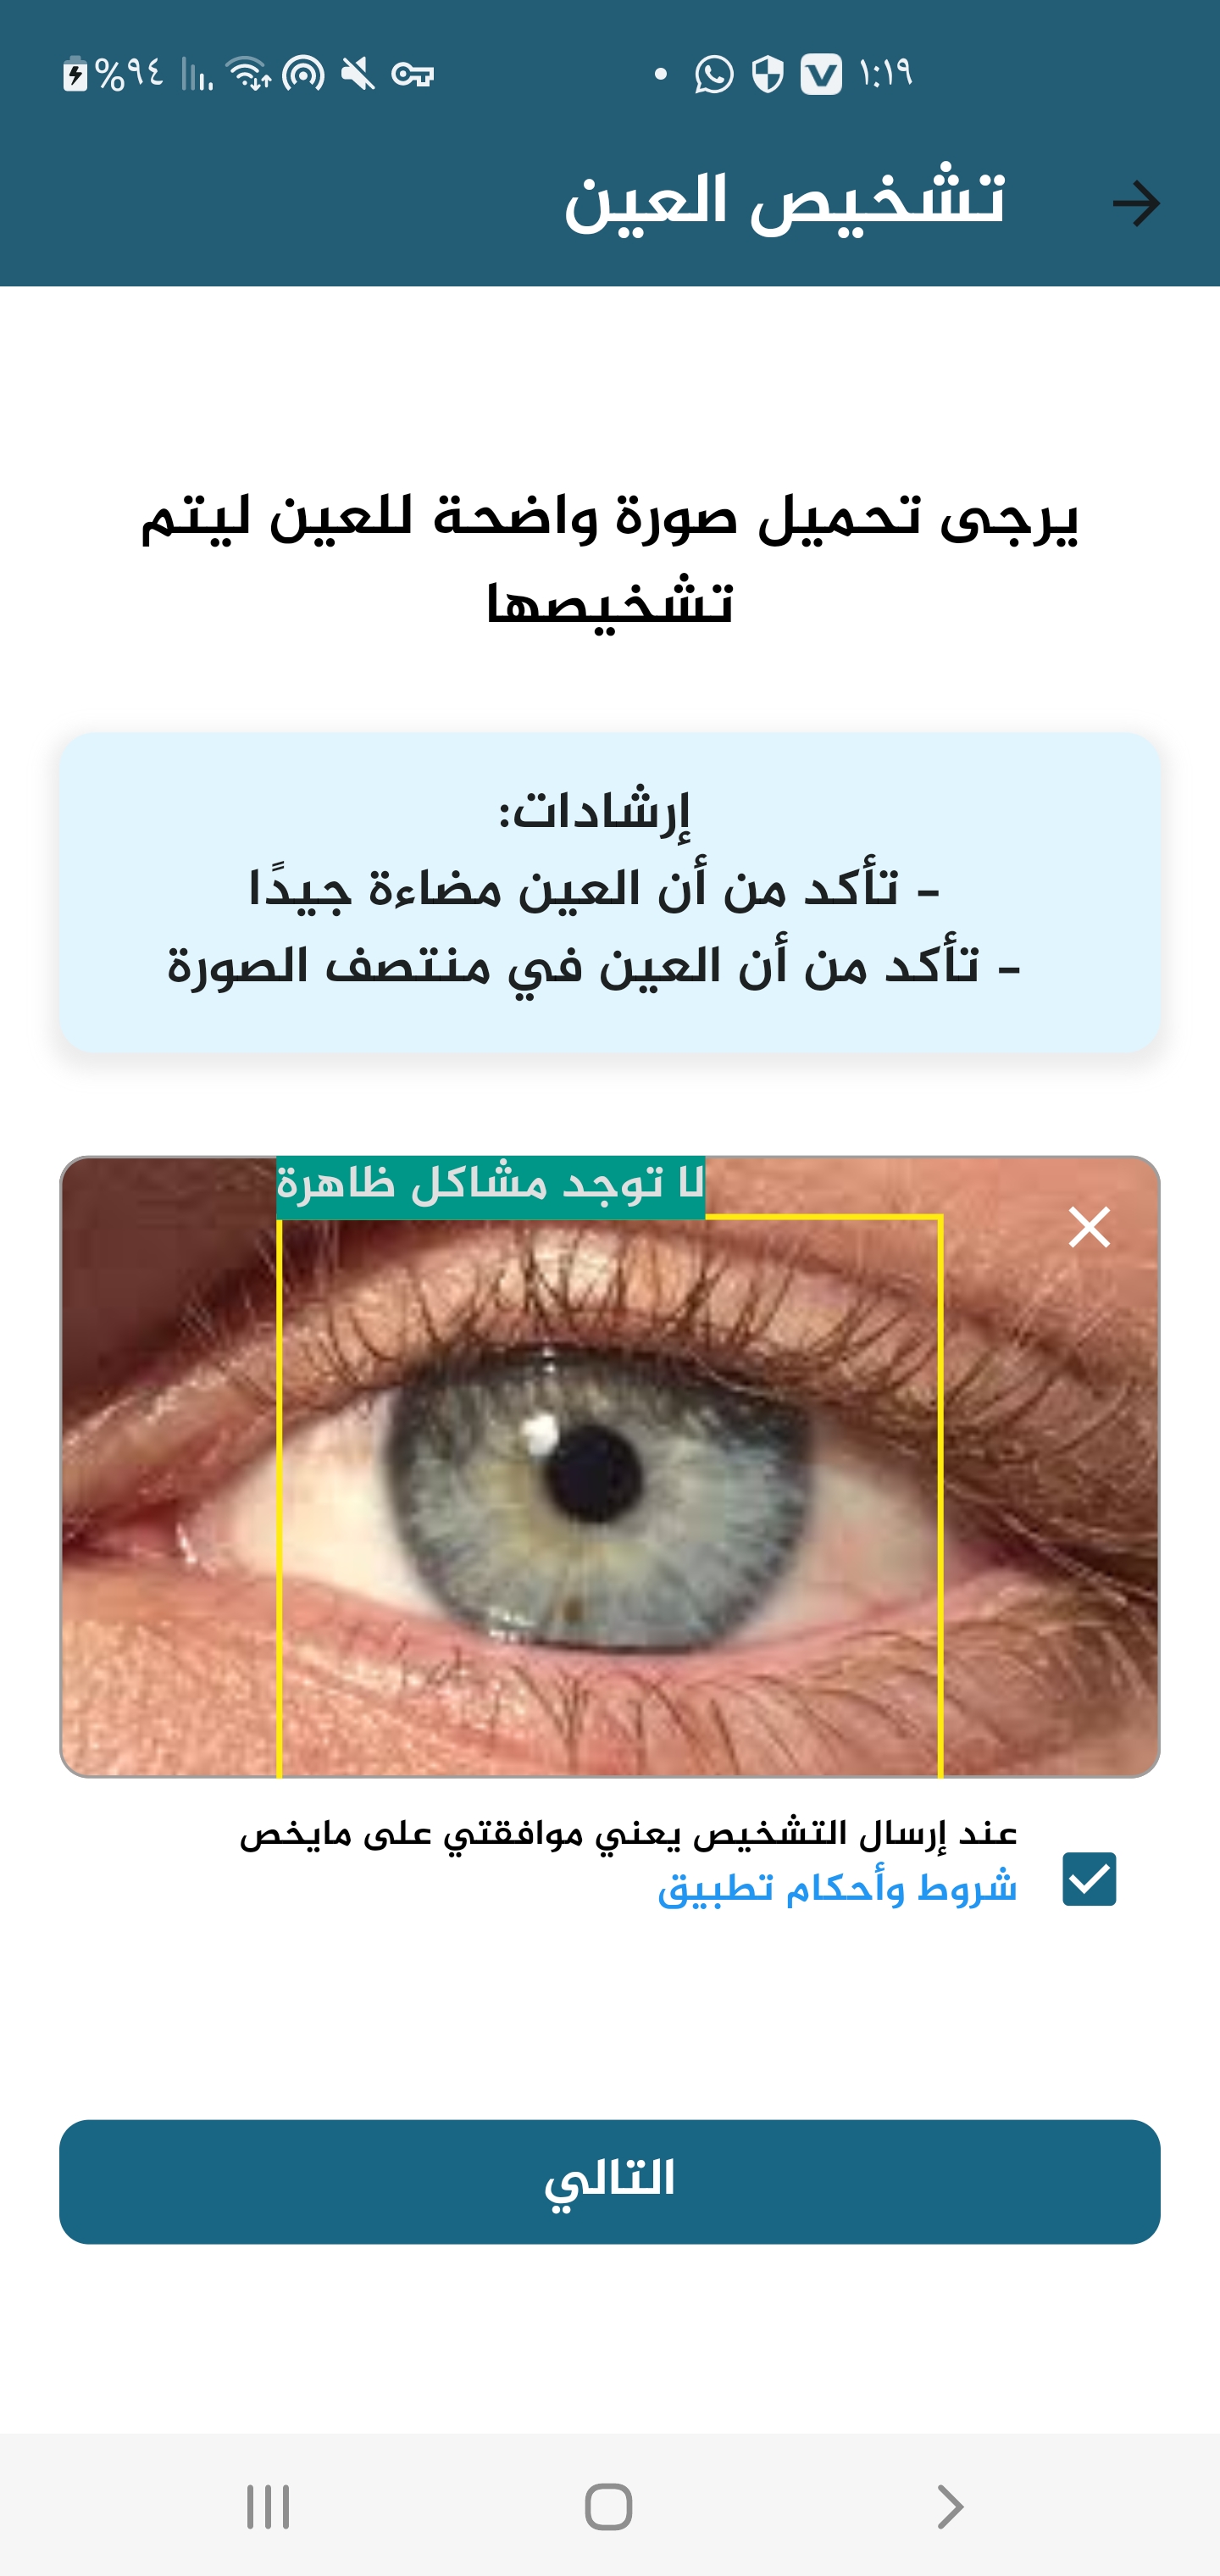 ١:١٩
%٩٤
تشخيص العين
يرجى تحميل صورة واضحة للعين ليتم
تشخيصها
إرشادات:
- تأكد من أن العين مضاءة جيدًا
- تأكد من أن العين في منتصف الصورة
لا توجد مشاكل ظاهرة
عند إرسال التشخيص يعني موافقتي على مايخص
شروط وأحكام تطبيق
التالي